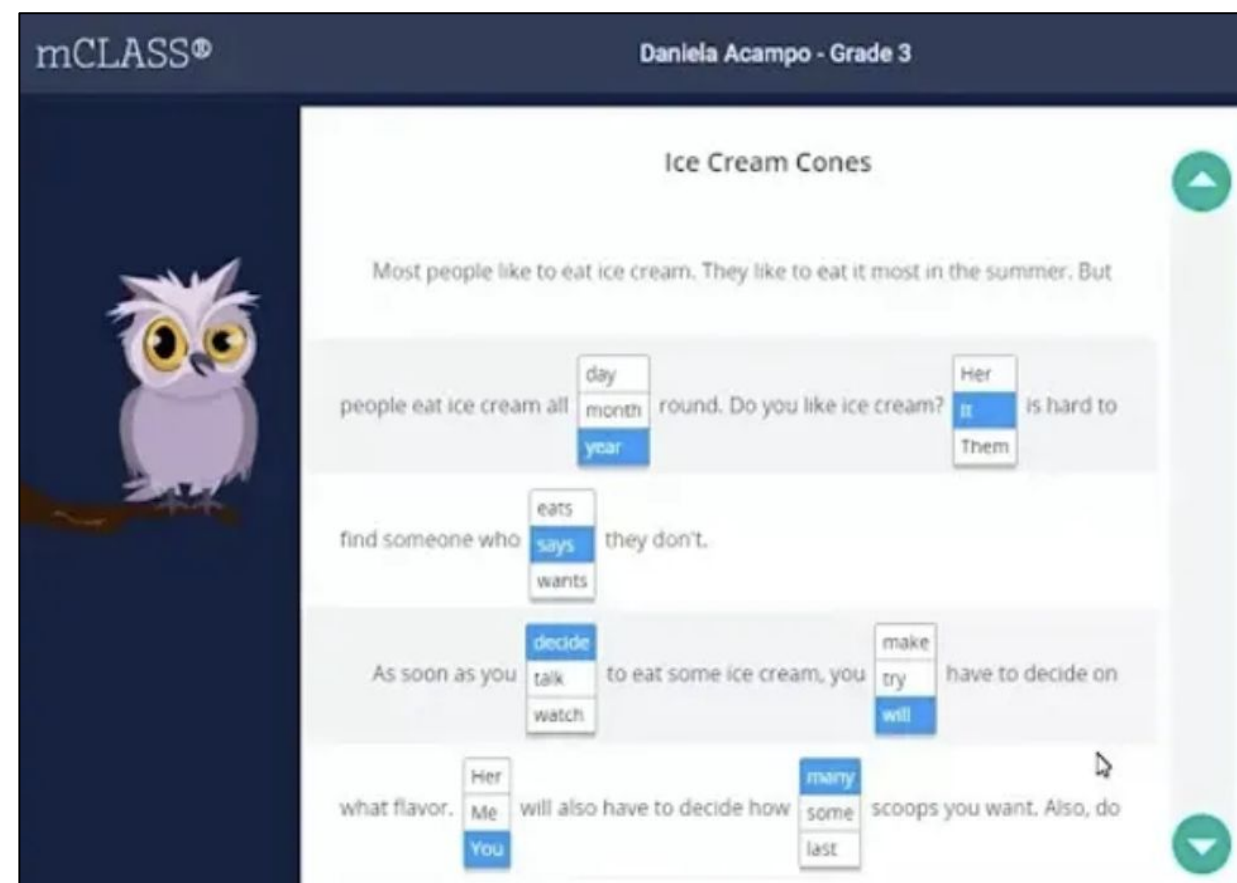 mCLASS®
Daniela Acampo - Grade 3
Ice Cream Cones
Most people like to eat ice cream. They like to eat it most in the summer. But
day
people eat ice cream all month round. Do you like ice cream?
year
Her
It is hard to
Them
eats
find someone who says they don't.
wants
decide
As soon as you talk to eat some ice cream, you
watch
make
try have to decide on
will
Her
what flavor. Me will also have to decide how
You
many
some scoops you want. Also, do
last